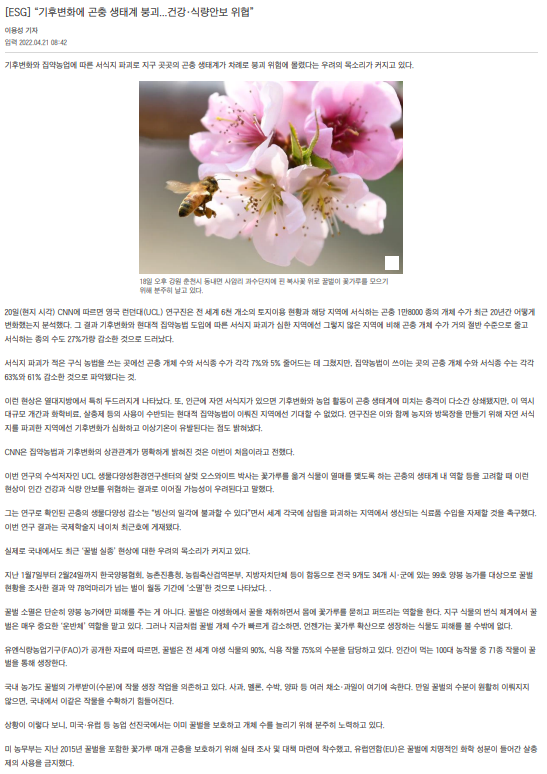 [ESG] “기후변화에 곤충 생태계 붕괴...건강·식량안보 위협”
이용성 기자
입력 2022.04.21 08:42
기후변화와 집약농업에 따른 서식지 파괴로 지구 곳곳의 곤충 생태계가 차례로 붕괴 위험에 몰렸다는 우려의 목소리가 커지고 있다.
18일 오후 강원 춘천시 동내면 사암리 과수단지에 핀 복사꽃 위로 꿀벌이 꽃가루를 모으기
위해 분주히 날고 있다.
20일(현지 시각) CNN에 따르면 영국 런던대(UCL) 연구진은 전 세계 6천 개소의 토지이용 현황과 해당 지역에 서식하는 곤충 1만8000 종의 개체 수가 최근 20년간 어떻게
변화했는지 분석했다. 그 결과 기후변화와 현대적 집약농법 도입에 따른 서식지 파괴가 심한 지역에선 그렇지 않은 지역에 비해 곤충 개체 수가 거의 절반 수준으로 줄고
서식하는 종의 수도 27%가량 감소한 것으로 드러났다.
서식지 파괴가 적은 구식 농법을 쓰는 곳에선 곤충 개체 수와 서식종 수가 각각 7%와 5% 줄어드는 데 그쳤지만, 집약농법이 쓰이는 곳의 곤충 개체 수와 서식종 수는 각각
63%와 61% 감소한 것으로 파악됐다는 것.
이런 현상은 열대지방에서 특히 두드러지게 나타났다. 또, 인근에 자연 서식지가 있으면 기후변화와 농업 활동이 곤충 생태계에 미치는 충격이 다소간 상쇄됐지만, 이 역시
대규모 개간과 화학비료, 살충제 등의 사용이 수반되는 현대적 집약농법이 이뤄진 지역에선 기대할 수 없었다. 연구진은 이와 함께 농지와 방목장을 만들기 위해 자연 서식
지를 파괴한 지역에선 기후변화가 심화하고 이상기온이 유발된다는 점도 밝혀냈다.
CNN은 집약농법과 기후변화의 상관관계가 명확하게 밝혀진 것은 이번이 처음이라고 전했다.
이번 연구의 수석저자인 UCL 생물다양성환경연구센터의 샬럿 오스와이트 박사는 꽃가루를 옮겨 식물이 열매를 맺도록 하는 곤충의 생태계 내 역할 등을 고려할 때 이런
현상이 인간 건강과 식량 안보를 위협하는 결과로 이어질 가능성이 우려된다고 말했다.
그는 연구로 확인된 곤충의 생물다양성 감소는 “빙산의 일각에 불과할 수 있다”면서 세계 각국에 삼림을 파괴하는 지역에서 생산되는 식료품 수입을 자제할 것을 촉구했다.
이번 연구 결과는 국제학술지 네이처 최근호에 게재됐다.
실제로 국내에서도 최근 ‘꿀벌 실종’ 현상에 대한 우려의 목소리가 커지고 있다.
지난 1월7일부터 2월24일까지 한국양봉협회, 농촌진흥청, 농림축산검역본부, 지방자치단체 등이 합동으로 전국 9개도 34개 시·군에 있는 99호 양봉 농가를 대상으로 꿀벌
현황을 조사한 결과 약 78억마리가 넘는 벌이 월동 기간에 ‘소멸’한 것으로 나타났다. .
꿀벌 소멸은 단순히 양봉 농가에만 피해를 주는 게 아니다. 꿀벌은 야생화에서 꿀을 채취하면서 몸에 꽃가루를 묻히고 퍼뜨리는 역할을 한다. 지구 식물의 번식 체계에서 꿀
벌은 매우 중요한 ‘운반체’ 역할을 맡고 있다. 그러나 지금처럼 꿀벌 개체 수가 빠르게 감소하면, 언젠가는 꽃가루 확산으로 생장하는 식물도 피해를 볼 수밖에 없다.
유엔식량농업기구(FAO)가 공개한 자료에 따르면, 꿀벌은 전 세계 야생 식물의 90%, 식용 작물 75%의 수분을 담당하고 있다. 인간이 먹는 100대 농작물 중 71종 작물이 꿀
벌을 통해 생장한다.
국내 농가도 꿀벌의 가루받이(수분)에 작물 생장 작업을 의존하고 있다. 사과, 멜론, 수박, 양파 등 여러 채소·과일이 여기에 속한다. 만일 꿀벌의 수분이 원활히 이뤄지지
않으면, 국내에서 이같은 작물을 수확하기 힘들어진다.
상황이 이렇다 보니, 미국·유럽 등 농업 선진국에서는 이미 꿀벌을 보호하고 개체 수를 늘리기 위해 분주히 노력하고 있다.
미 농무부는 지난 2015년 꿀벌을 포함한 꽃가루 매개 곤충을 보호하기 위해 실태 조사 및 대책 마련에 착수했고, 유럽연합(EU)은 꿀벌에 치명적인 화학 성분이 들어간 살충
제의 사용을 금지했다.